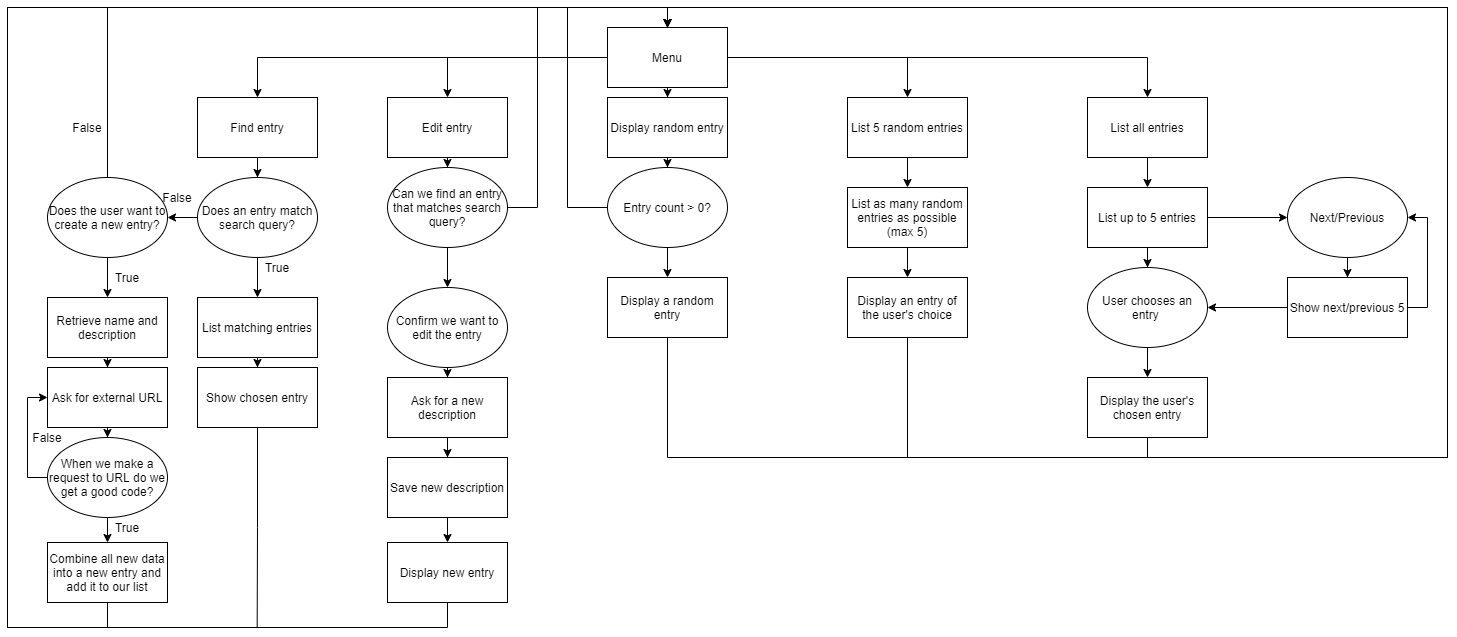 Menu
False
Find entry
Edit entry
Display random entry
List 5 random entries
List all entries
Does the user want to
create a new entry?
False
Does an entry match
search query?
Can we find an entry
that matches search
query?
Entry count > 0?
List as many random
entries as possible
(max 5)
List up to 5 entries
Next/Previous
True
True
Retrieve name and
description
List matching entries
Confirm we want to
edit the entry
Display a random
entry
Display an entry of
the user's choice
User chooses an
entry
Show next/previous 5
Ask for external URL
Show chosen entry
Ask for a new
description
Display the user's
chosen entry
False
When we make a
request to URL do we
get a good code?
Save new description
True
Combine all new data
into a new entry and
add it to our list
Display new entry